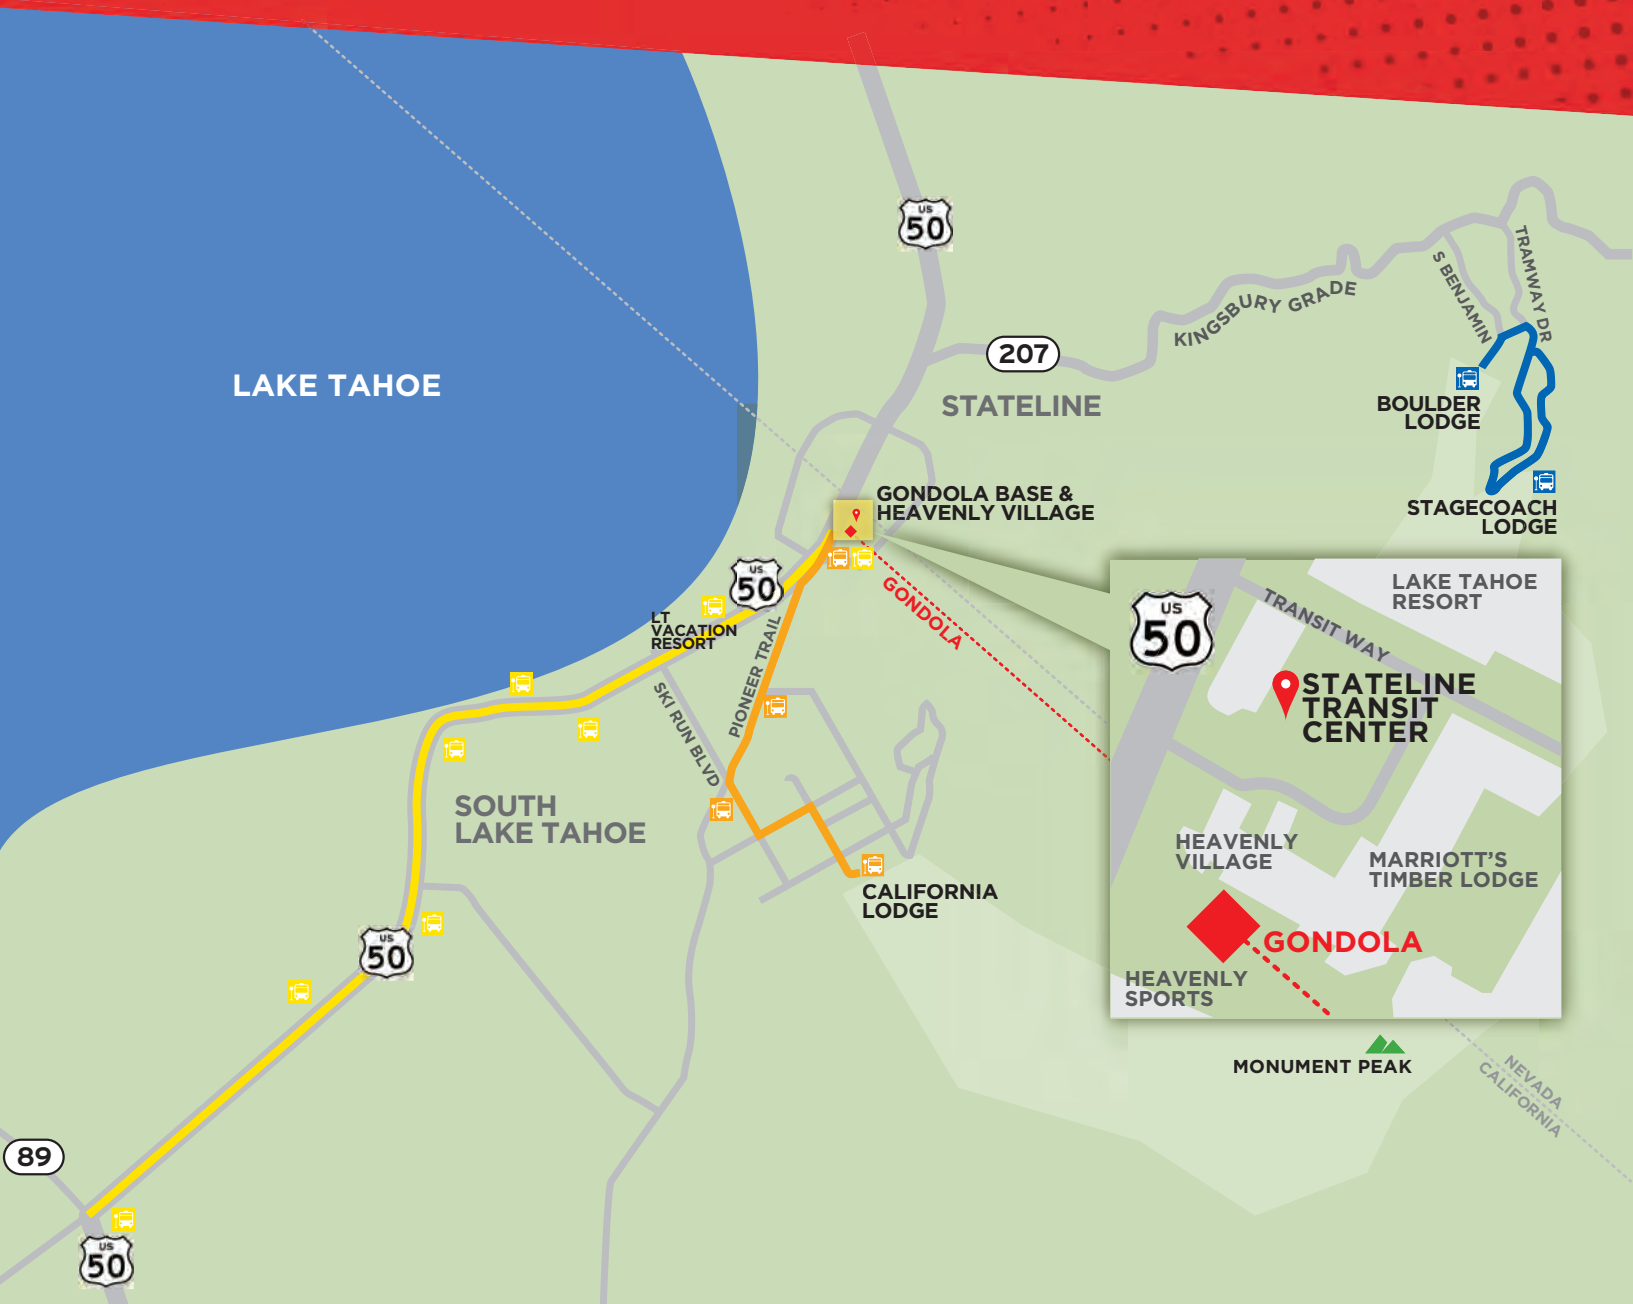 US
50
TRAMWAY DR
S BENJAMIN
KINGSBURY GRADE
207
LAKE TAHOE
STATELINE
BOULDER
LODGE
GONDOLA BASE &
HEAVENLY VILLAGE
STAGECOACH
LODGE
US
50
GONDOLA
LT
VACATION
RESORT
PIONEER TRAIL
SKI RUN BLVD
LAKE TAHOE
RESORT
US
50
TRANSIT WAY
STATELINE
TRANSIT
CENTER
SOUTH
LAKE TAHOE
HEAVENLY
VILLAGE
MARRIOTT'S
TIMBER LODGE
CALIFORNIA
LODGE
GONDOLA
HEAVENLY
SPORTS
US
50
MONUMENT PEAK
NEVADA
CALIFORNIA
89
US
50